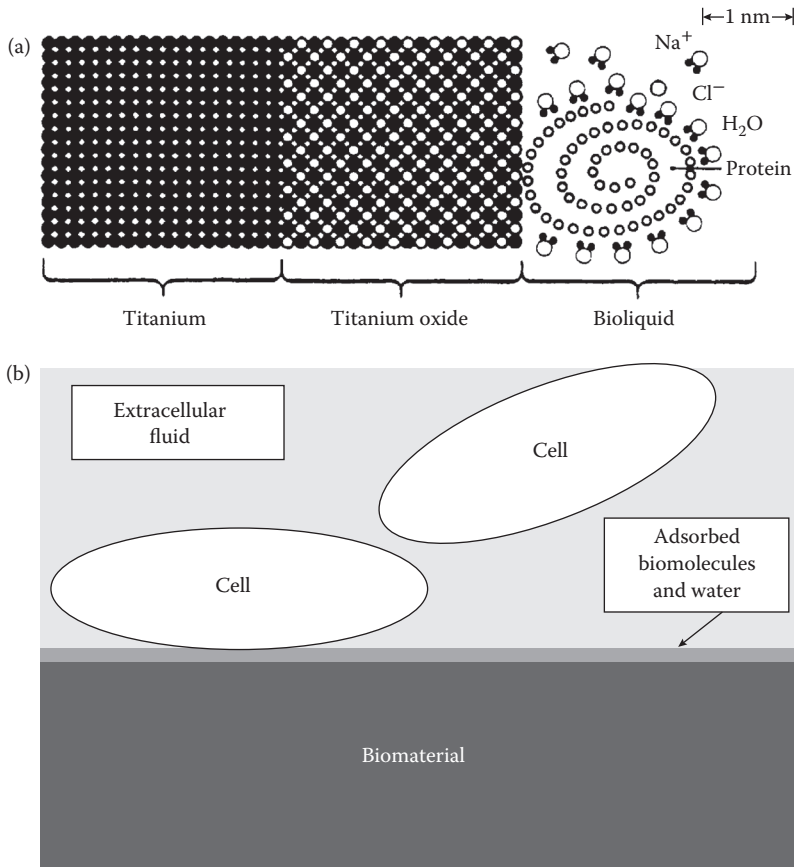 (a)
1 nm
Na⁺
Cl⁻
H₂O
Protein
Titanium
Titanium oxide
Bioliquid
(b)
Extracellular
fluid
Cell
Cell
Adsorbed
biomolecules
and water
Biomaterial